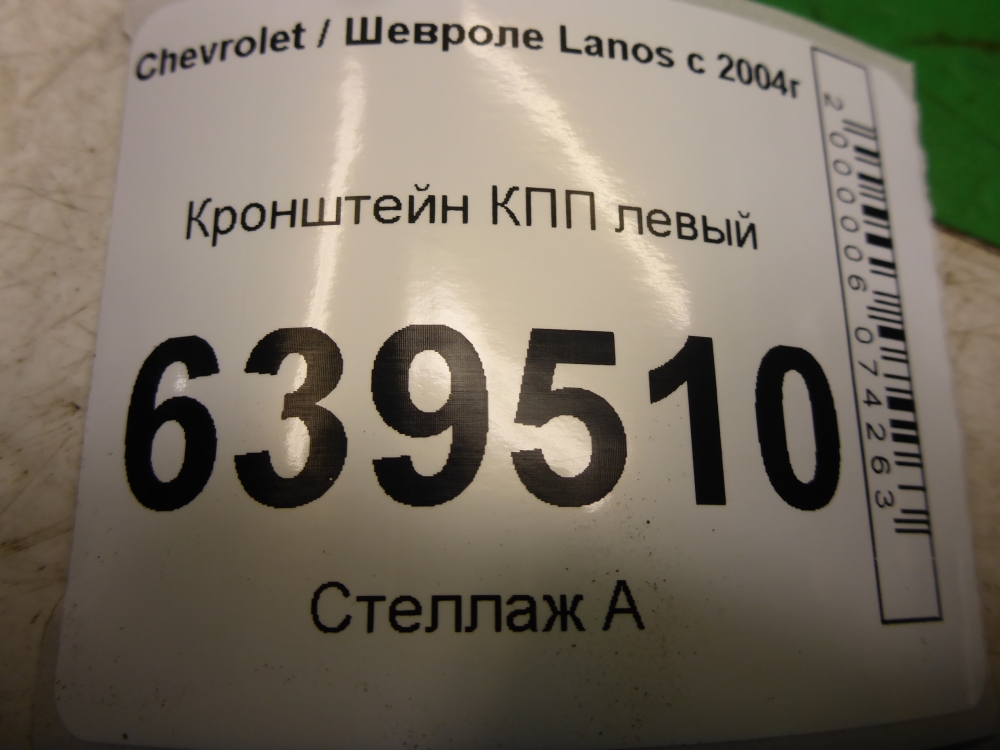 Chevrolet / Шевроле Lanos с 2004г
Кронштейн КПП левый
639510
Стеллаж А
2000006074263